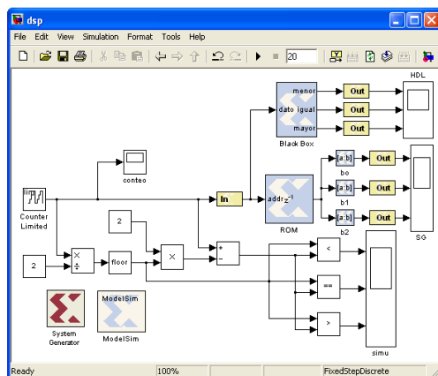 dsp
File Edit View Simulation Format Tools Help
20
HDL
menor Out
dato igual Out
mayor Out
Black Box
conteo
Counter
Limited
In
addr z⁻¹
ROM
bo
[a:b] Out
b1
[a:b] Out
b2
[a:b] Out
SG
2
2
×
÷
floor
×
+
−
<
==
>
simu
System
Generator
ModelSim
ModelSim
Ready 100% FixedStepDiscrete